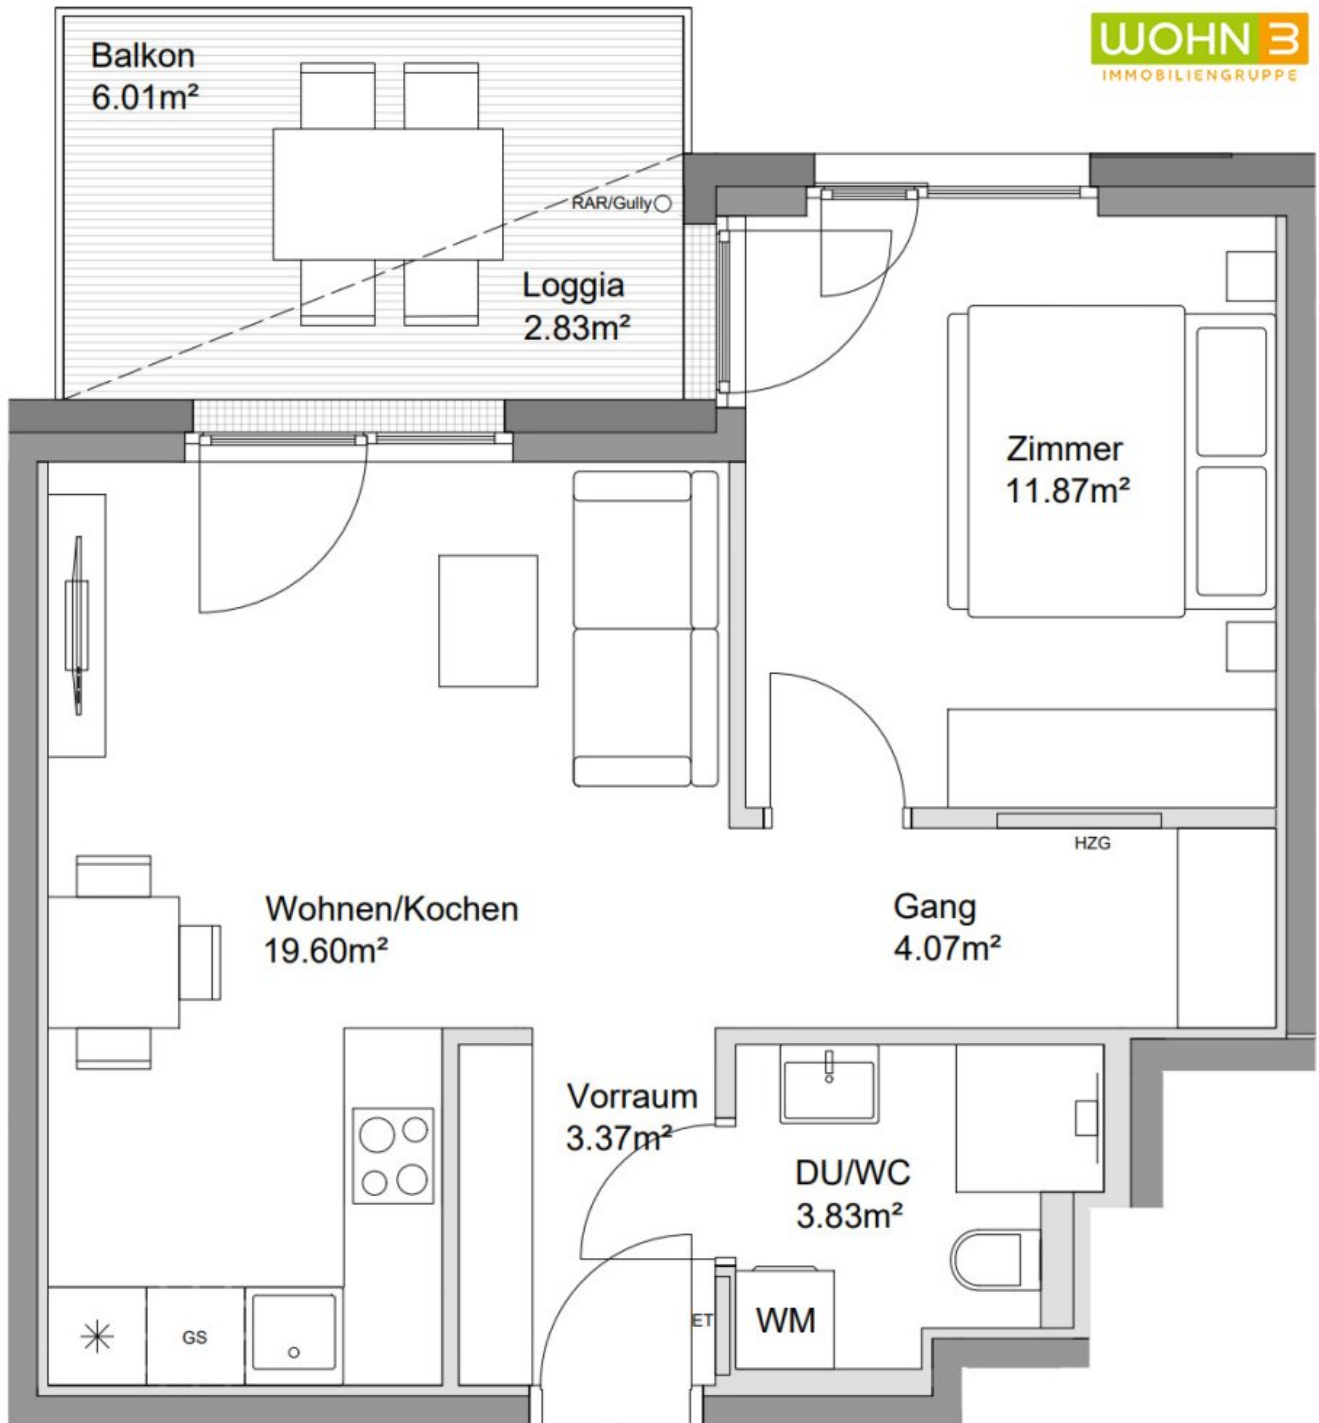 WOHN 3
IMMOBILIENGRUPPE
Balkon
6.01m²
RAR/Gully
Loggia
2.83m²
Zimmer
11.87m²
HZG
Wohnen/Kochen
19.60m²
Gang
4.07m²
Vorraum
3.37m²
DU/WC
3.83m²
GS
ET
WM